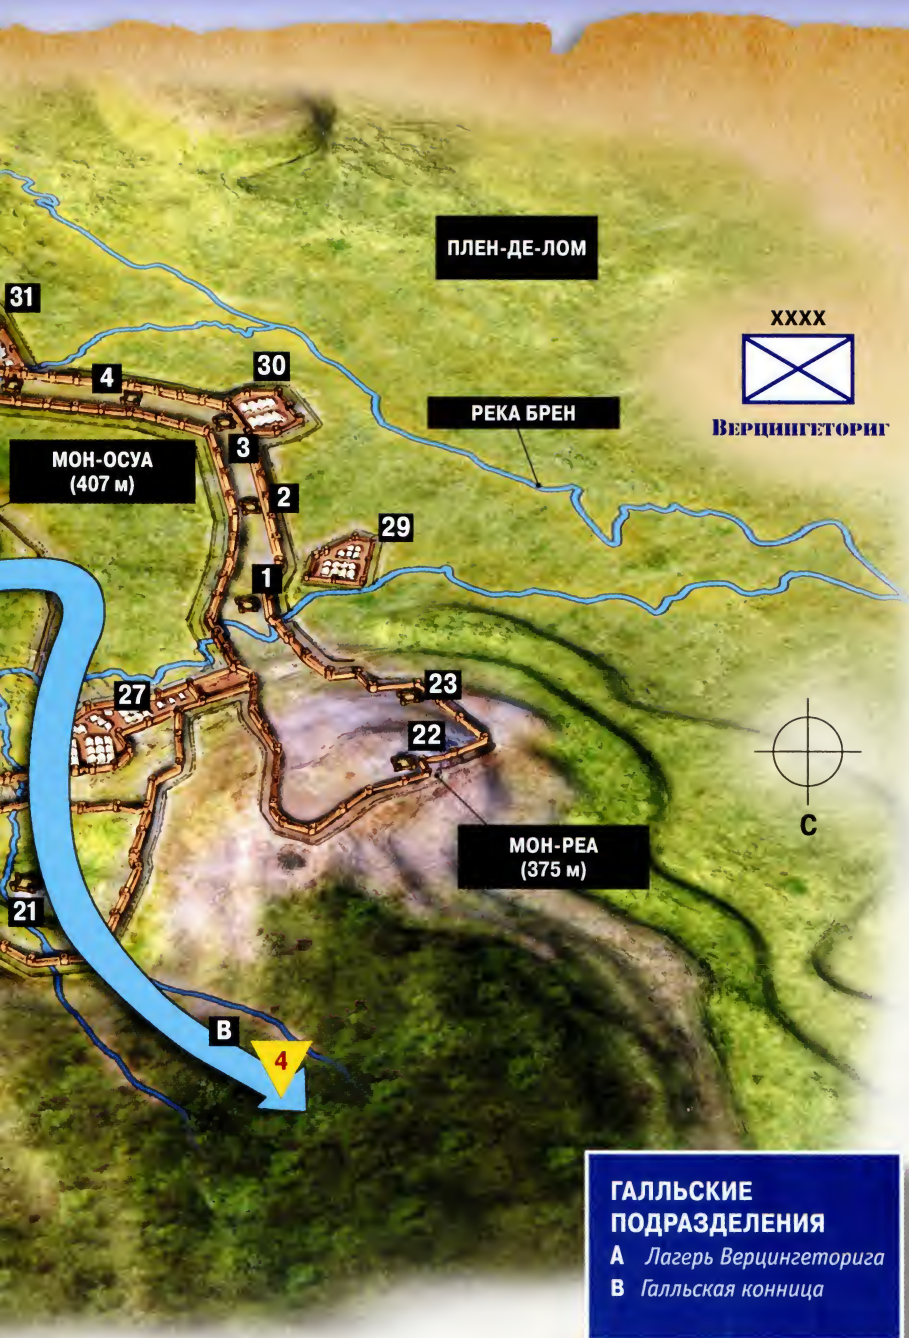 ПЛЕН-ДЕ-ЛОМ
31
XXXX
4
30
РЕКА БРЕН
Верцингеториг
3
МОН-ОСУА
(407 м)
2
29
1
23
27
22
С
МОН-РЕА
(375 м)
21
B
4
ГАЛЛЬСКИЕ
ПОДРАЗДЕЛЕНИЯ
A Лагерь Верцингеторига
B Галльская конница